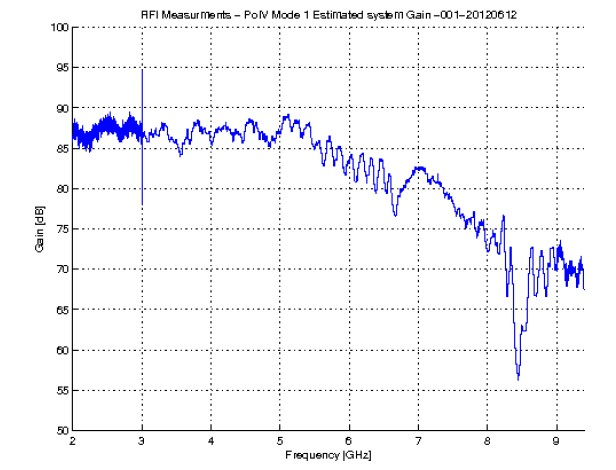 RFI Measurments – PolV Mode 1 Estimated system Gain –001–20120612
100
95
90
85
80
75
70
65
60
55
50
Gain [dB]
2 3 4 5 6 7 8 9
Frequency [GHz]